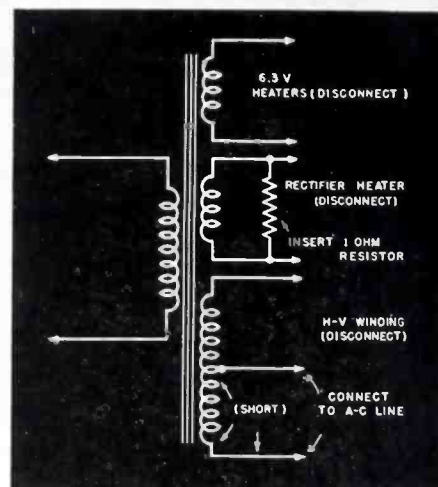 6.3 V
HEATERS (DISCONNECT)
RECTIFIER HEATER
(DISCONNECT)
INSERT 1 OHM
RESISTOR
H-V WINDING
(DISCONNECT)
(SHORT)
CONNECT
TO A-C LINE